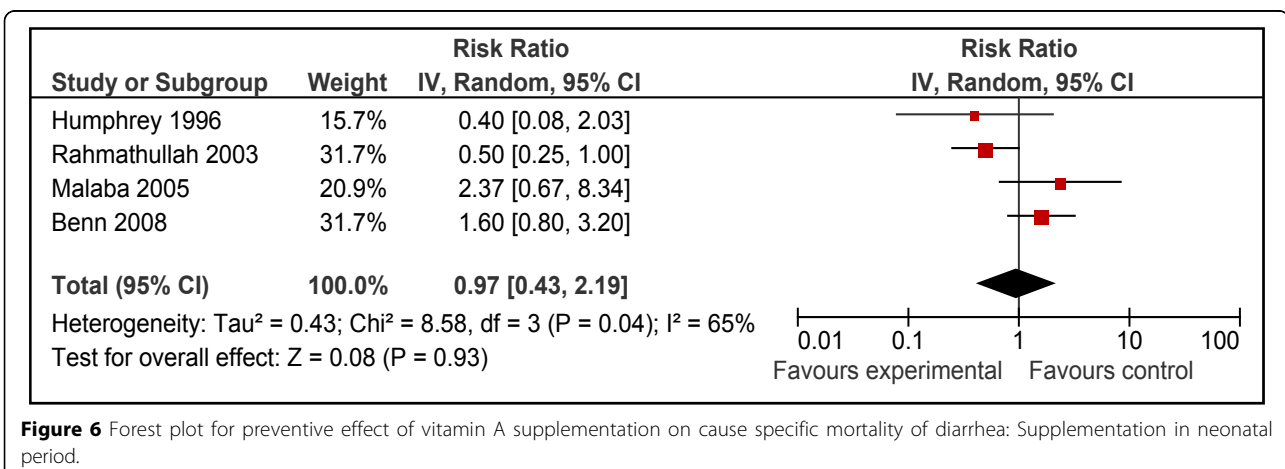 Risk Ratio Risk Ratio
Study or Subgroup Weight IV, Random, 95% CI IV, Random, 95% CI
Humphrey 1996 15.7% 0.40 [0.08, 2.03]
Rahmathullah 2003 31.7% 0.50 [0.25, 1.00]
Malaba 2005 20.9% 2.37 [0.67, 8.34]
Benn 2008 31.7% 1.60 [0.80, 3.20]
Total (95% CI) 100.0% 0.97 [0.43, 2.19]
Heterogeneity: Tau² = 0.43; Chi² = 8.58, df = 3 (P = 0.04); I² = 65%
Test for overall effect: Z = 0.08 (P = 0.93)
0.01 0.1 1 10 100
Favours experimental Favours control
Figure 6 Forest plot for preventive effect of vitamin A supplementation on cause specific mortality of diarrhea: Supplementation in neonatal
period.